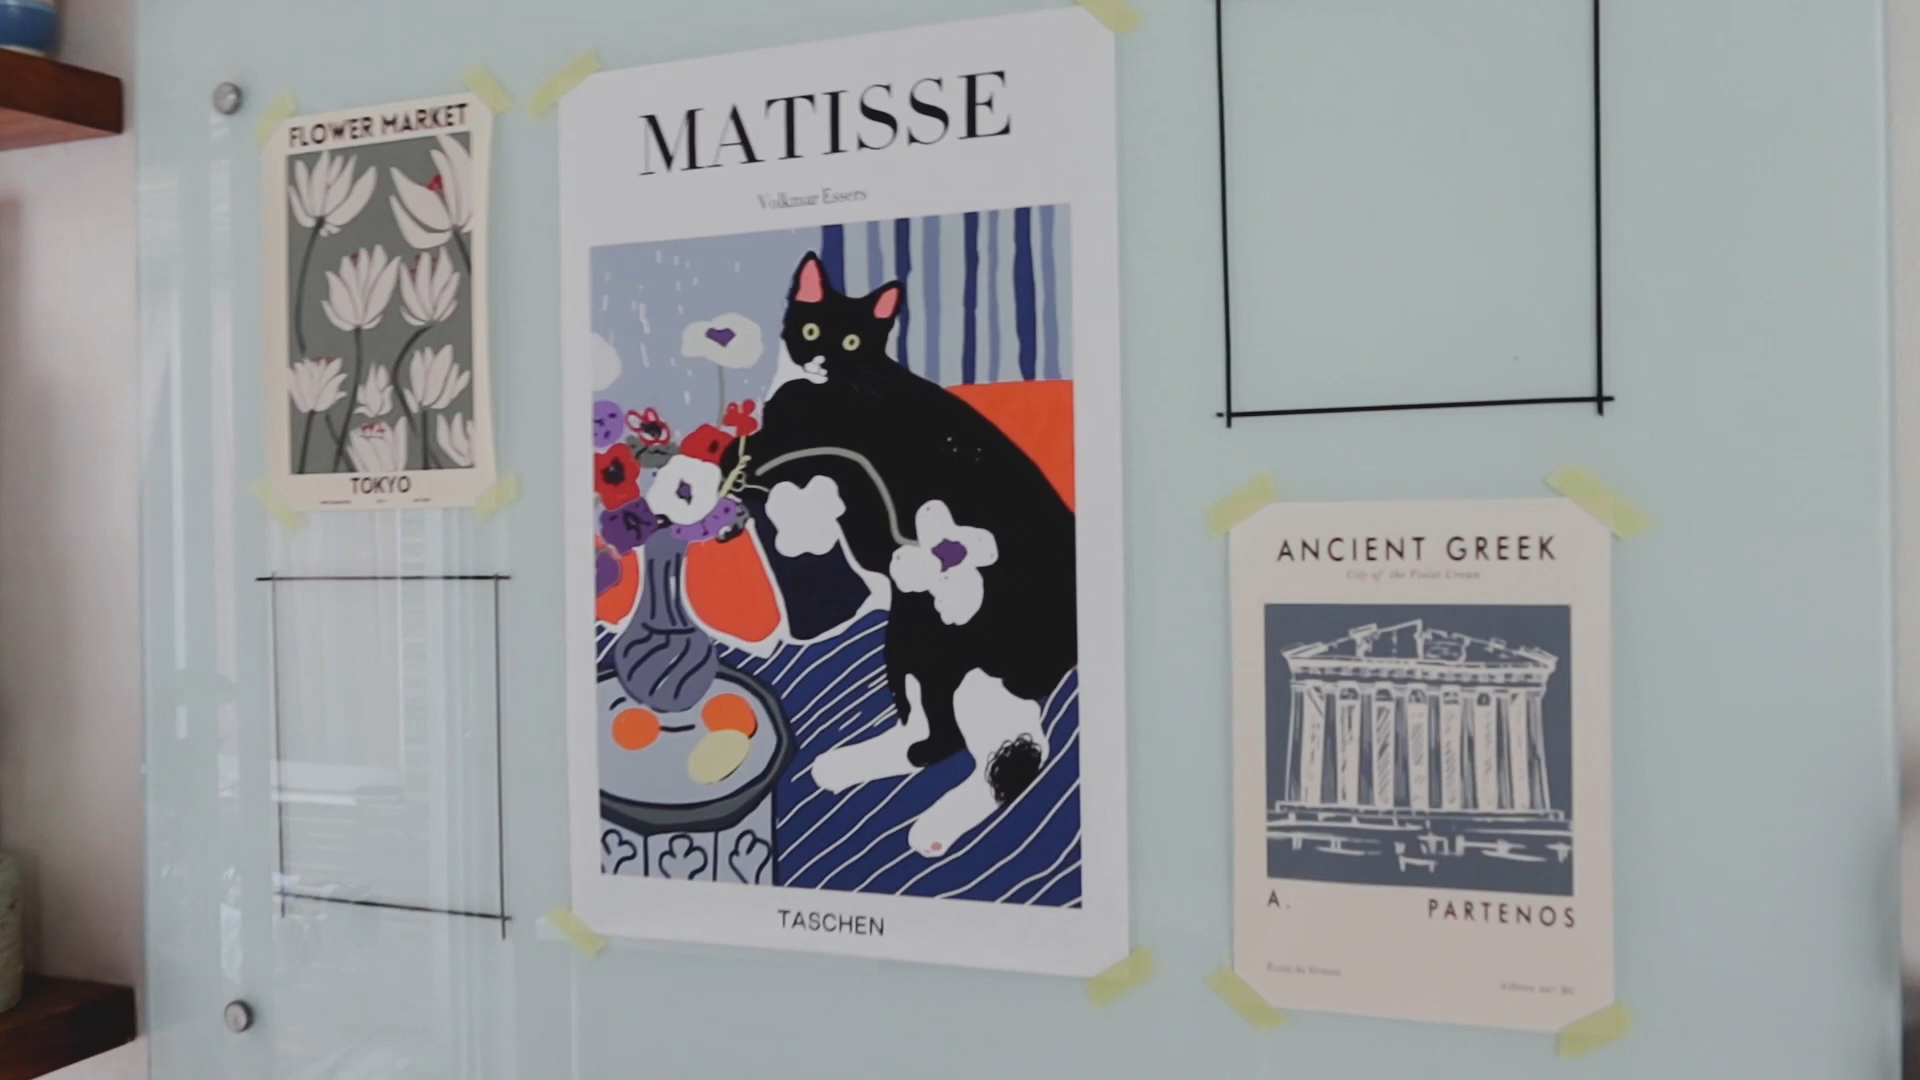 FLOWER MARKET
TOKYO
MATISSE
Volkmar Essers
TASCHEN
ANCIENT GREEK
City of the Violet Crown
A. PARTENOS